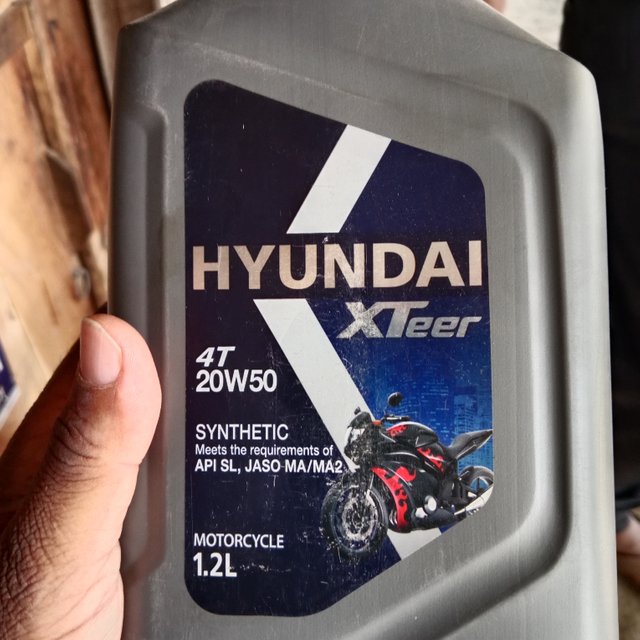 HYUNDAI
XTeer
4T
20W50
SYNTHETIC
Meets the requirements of
API SL, JASO MA/MA2
MOTORCYCLE
1.2L